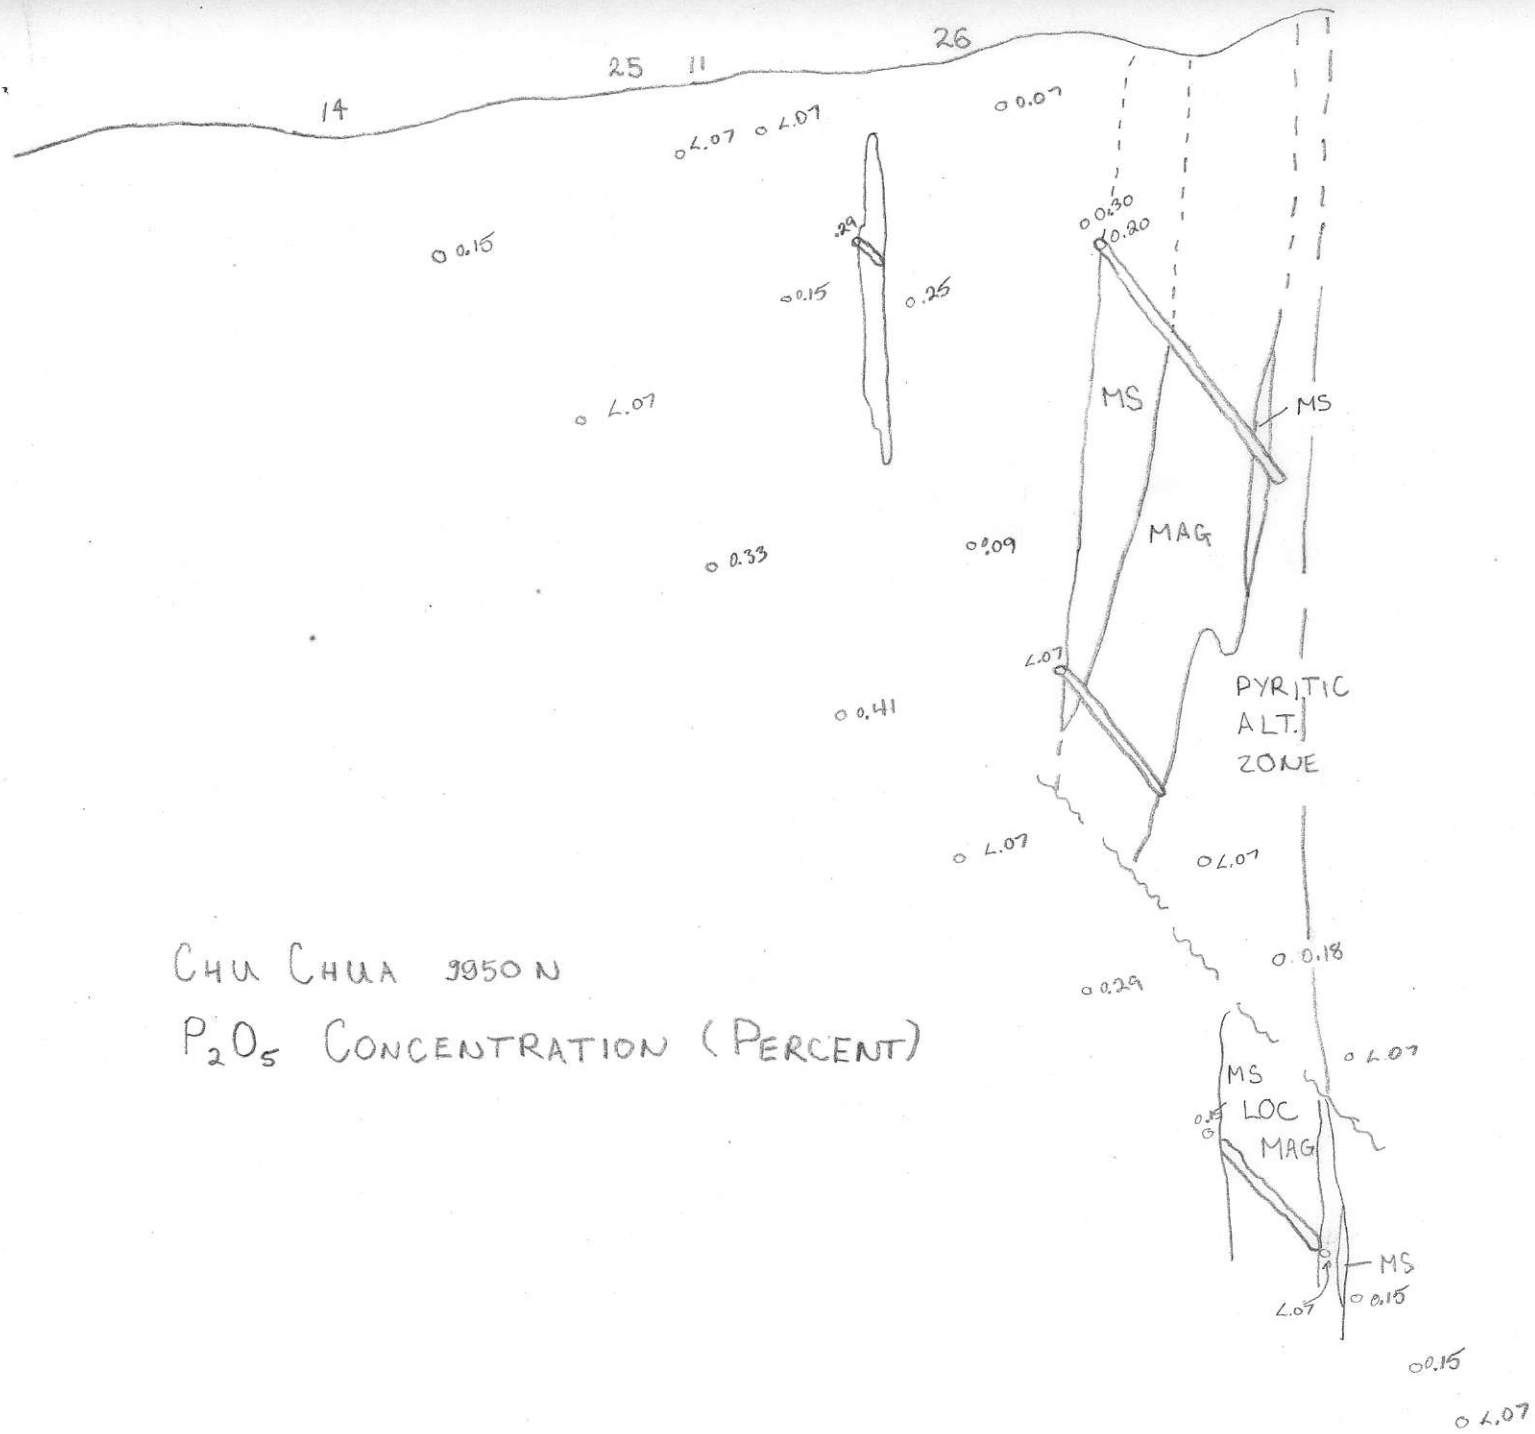 26
25 11
14
0.07
L.07 L.07
0.30
0.20
.29
0.15
0.15 .25
MS
MS
L.07
MAG
0.09
0.33
L.07
PYRITIC
ALT.
ZONE
0.41
L.07 L.07
0.18
CHU CHUA 9950 N
0.29
P₂O₅ CONCENTRATION (PERCENT)
L.07
MS
LOC
MAG
MS
L.07 0.15
0.15
L.07